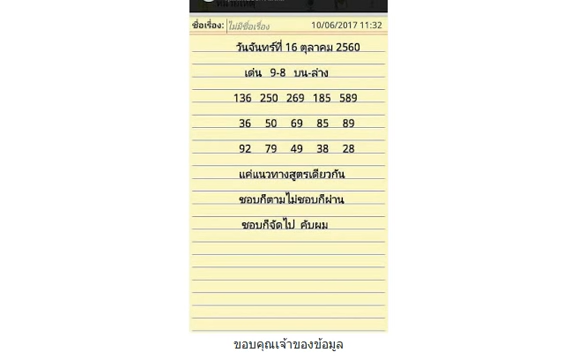 ชื่อเรื่อง: ไม่มีชื่อเรื่อง 10/06/2017 11:32
วันจันทร์ที่ 16 ตุลาคม 2560
เด่น 9-8 บน-ล่าง
136 250 269 185 589
36 50 69 85 89
92 79 49 38 28
แค่แนวทางสูตรเดียวกัน
ชอบก็ตามไม่ชอบก็ผ่าน
ชอบก็จัดไป คับผม
ขอบคุณเจ้าของข้อมูล